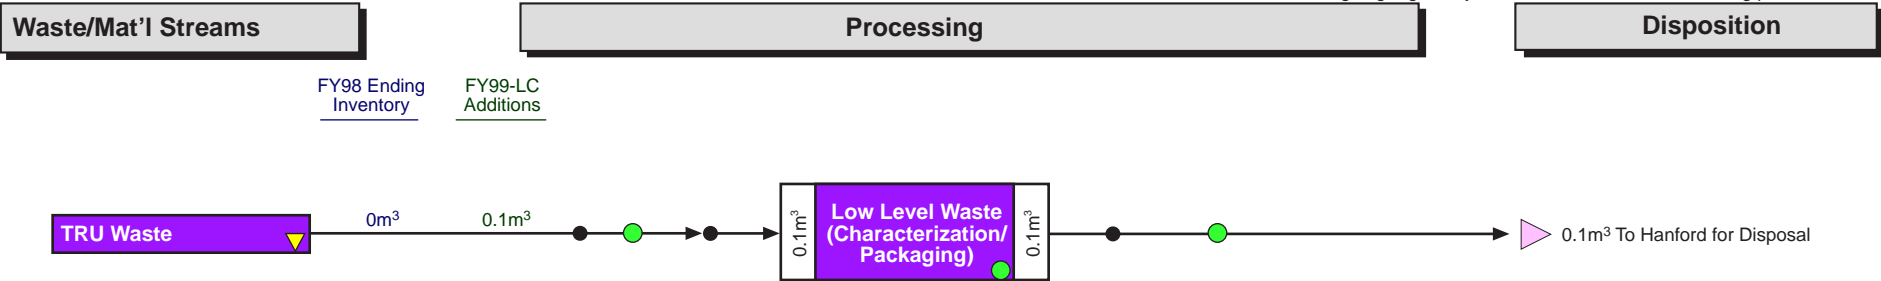 Waste/Mat'l Streams
Processing
Disposition
FY98 Ending
Inventory
FY99-LC
Additions
TRU Waste
0m³
0.1m³
0.1m³
Low Level Waste
(Characterization/
Packaging)
0.1m³
0.1m³ To Hanford for Disposal